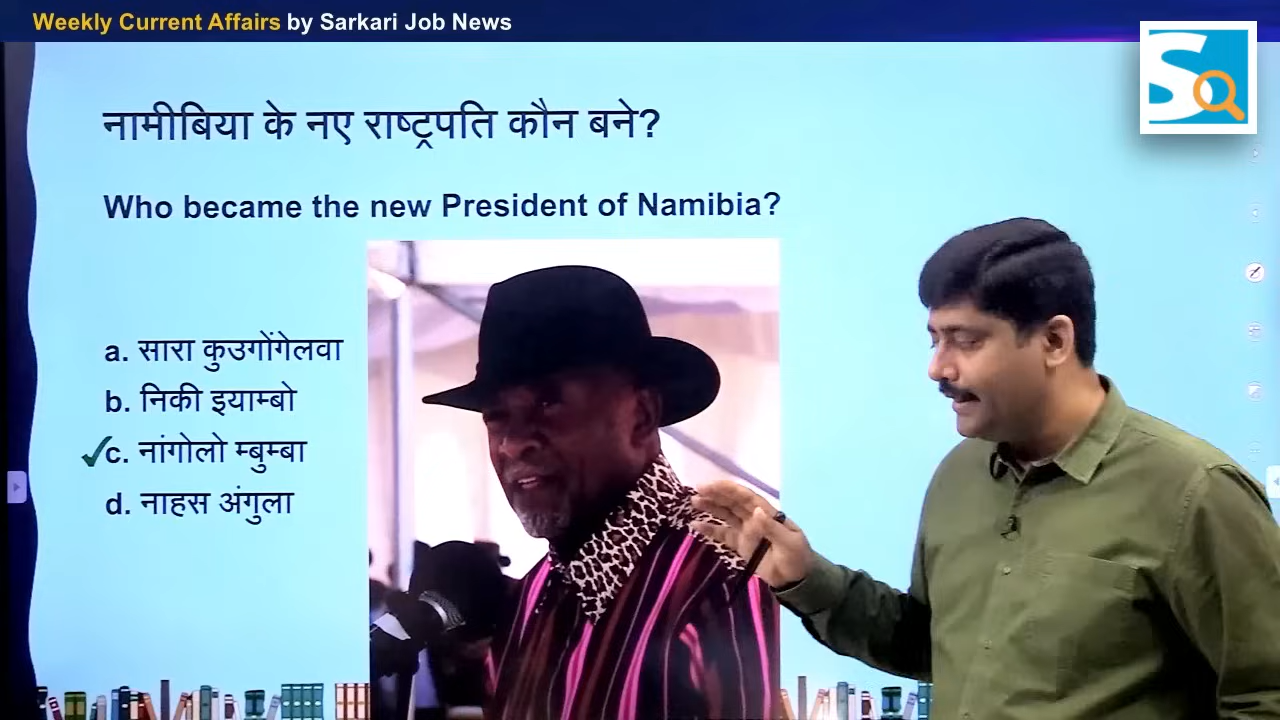 Weekly Current Affairs by Sarkari Job News
नामीबिया के नए राष्ट्रपति कौन बने?
Who became the new President of Namibia?
a. सारा कुउगोंगेलवा
b. निकी इयाम्बो
c. नांगोलो म्बुम्बा
d. नाहस अंगुला